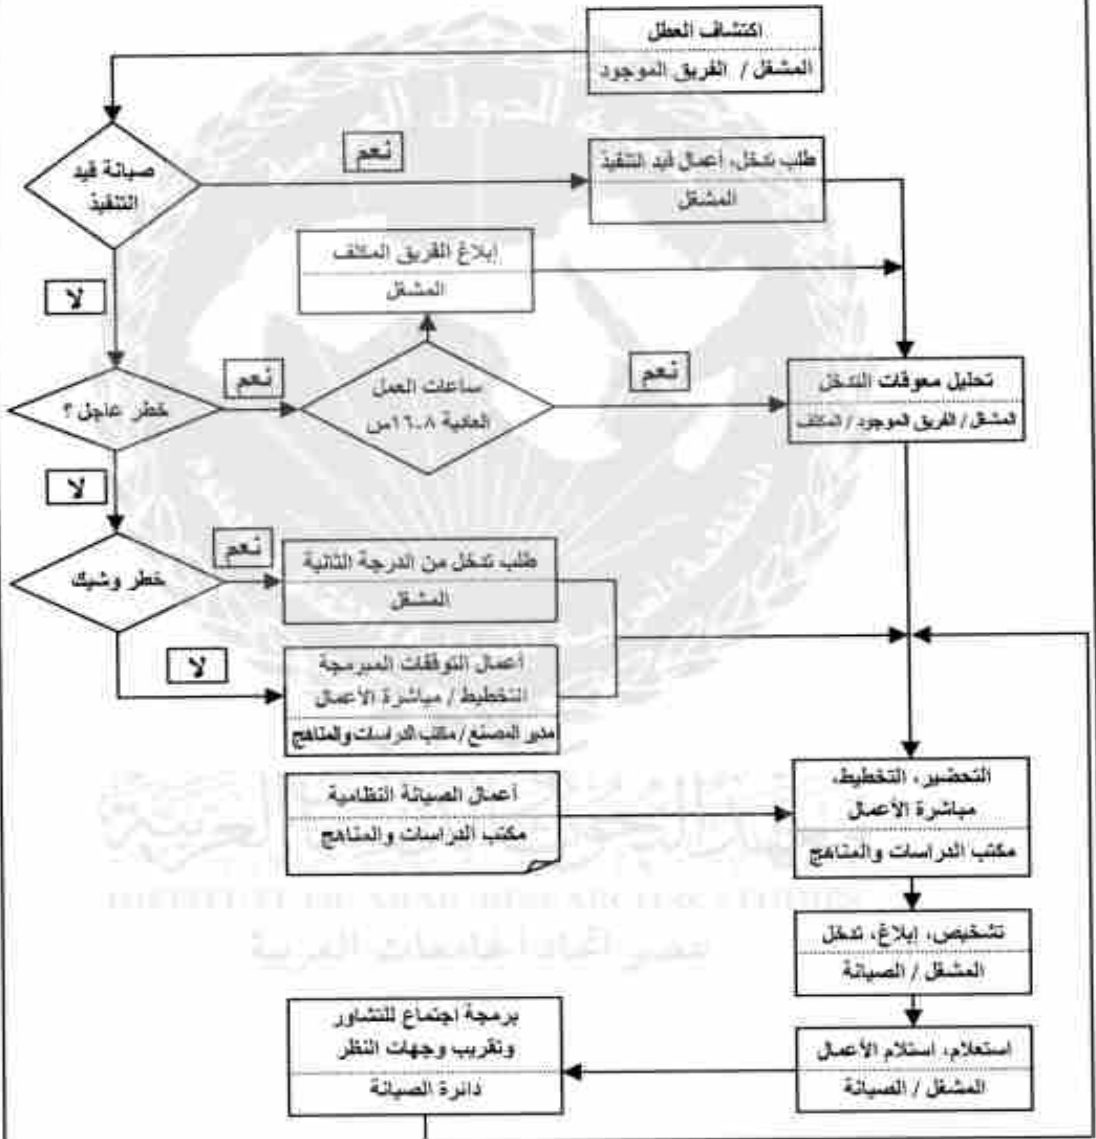 اكتشاف العطل
المشغل / الفريق الموجود
صيانة قيد
التنفيذ
نعم
طلب تدخل، أعمال قيد التنفيذ
المشغل
إبلاغ الفريق المكلف
المشغل
لا
خطر عاجل ؟
نعم
ساعات العمل
العادية ٨-١٦س
نعم
تحليل معوقات التدخل
المشغل / الفريق الموجود / المكلف
لا
خطر وشيك
نعم
طلب تدخل من الدرجة الثانية
المشغل
لا
أعمال التوقفات المبرمجة
التخطيط / مباشرة الأعمال
مدير المصنع / مكتب الدراسات والمناهج
أعمال الصيانة النظامية
مكتب الدراسات والمناهج
التحضير، التخطيط،
مباشرة الأعمال
مكتب الدراسات والمناهج
تشخيص، إبلاغ، تدخل
المشغل / الصيانة
استعلام، استلام الأعمال
المشغل / الصيانة
برمجة اجتماع للتشاور
وتقريب وجهات النظر
دائرة الصيانة